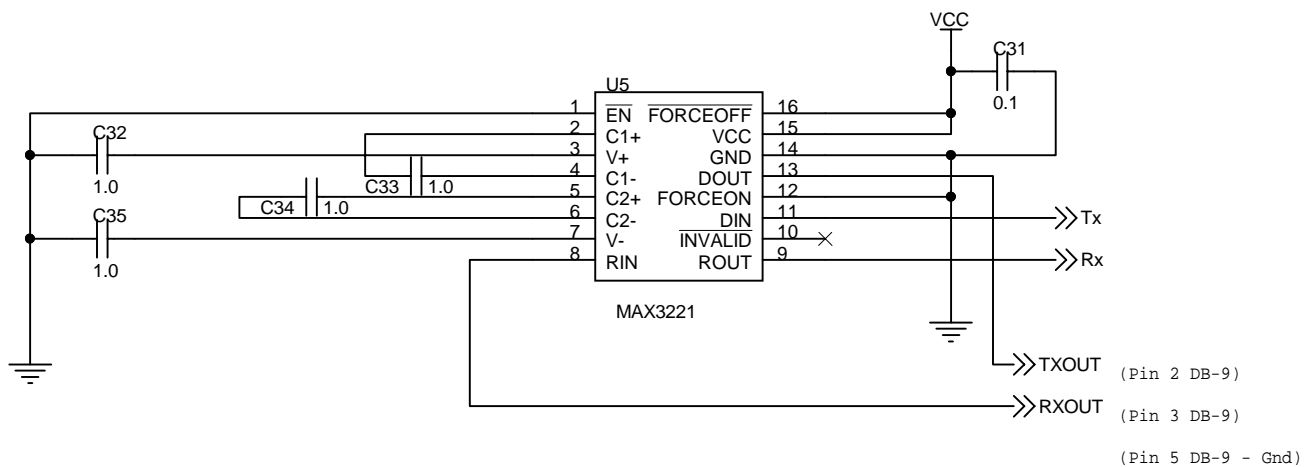 VCC
C31
0.1
U5
1 EN FORCEOFF 16
2 C1+ VCC 15
3 V+ GND 14
4 C1- DOUT 13
5 C2+ FORCEON 12
6 C2- DIN 11
7 V- INVALID 10
8 RIN ROUT 9
MAX3221
C32
1.0
C33 1.0
C34 1.0
C35
1.0
Tx
Rx
TXOUT (Pin 2 DB-9)
RXOUT (Pin 3 DB-9)
(Pin 5 DB-9 - Gnd)